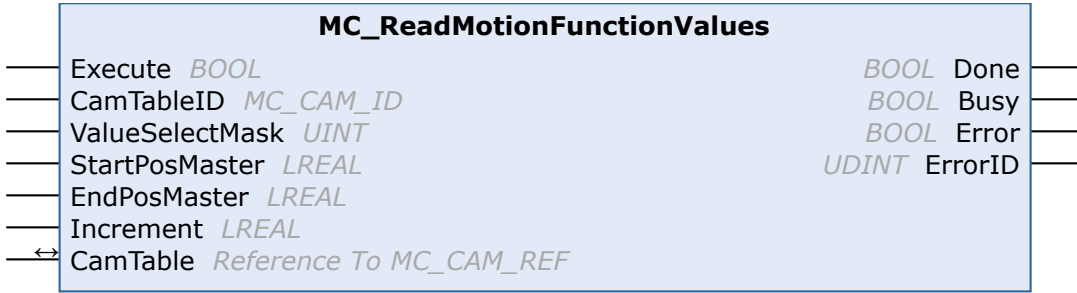 MC_ReadMotionFunctionValues
Execute BOOL BOOL Done
CamTableID MC_CAM_ID BOOL Busy
ValueSelectMask UINT BOOL Error
StartPosMaster LREAL UDINT ErrorID
EndPosMaster LREAL
Increment LREAL
CamTable Reference To MC_CAM_REF